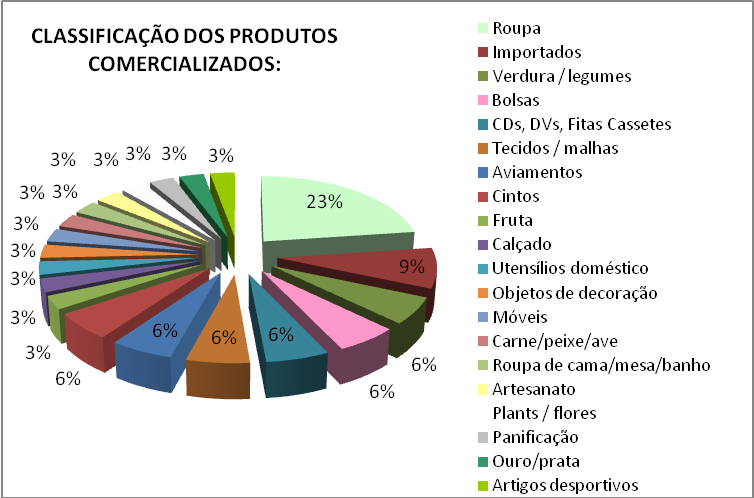 CLASSIFICAÇÃO DOS PRODUTOS
COMERCIALIZADOS:
23%
9%
6%
6%
6%
6%
6%
6%
3%
3%
3%
3%
3%
3%
3%
3%
3%
3%
3%
3%
Roupa
Importados
Verdura / legumes
Bolsas
CDs, DVs, Fitas Cassetes
Tecidos / malhas
Aviamentos
Cintos
Fruta
Calçado
Utensílios doméstico
Objetos de decoração
Móveis
Carne/peixe/ave
Roupa de cama/mesa/banho
Artesanato
Plants / flores
Panificação
Ouro/prata
Artigos desportivos